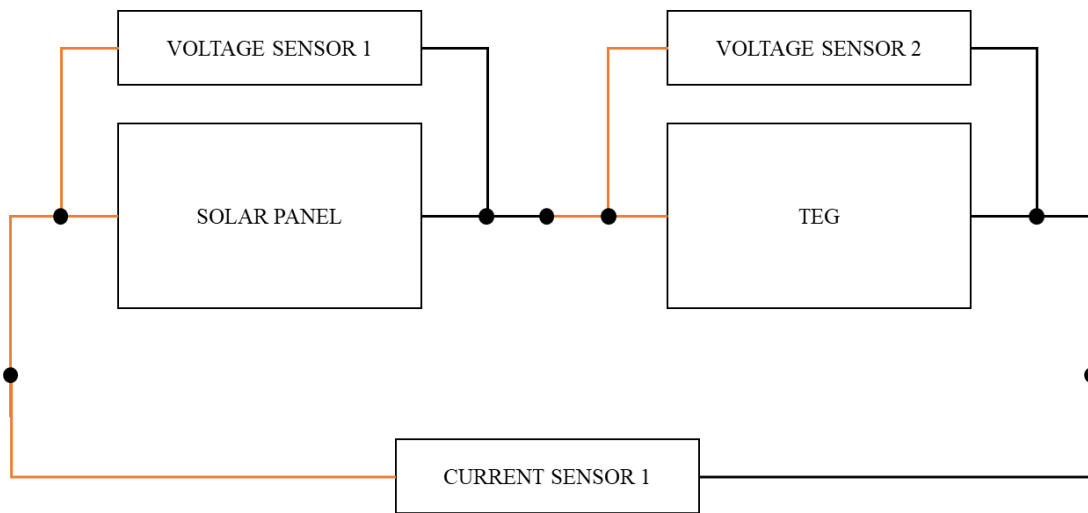 VOLTAGE SENSOR 1
VOLTAGE SENSOR 2
SOLAR PANEL
TEG
CURRENT SENSOR 1